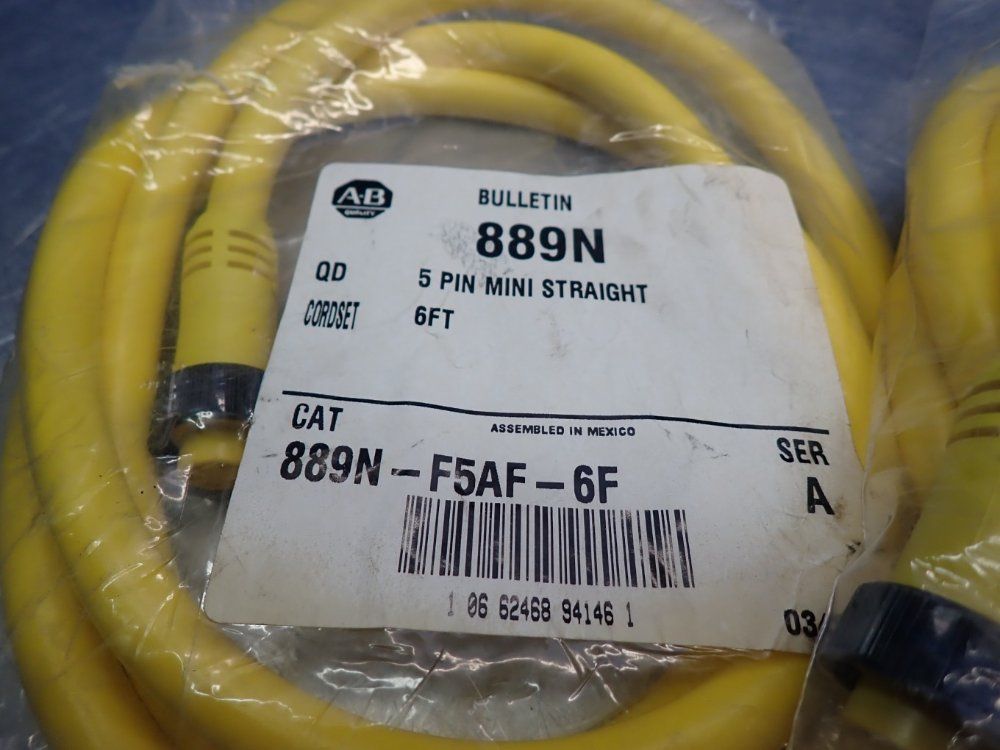 A-B
QUALITY
BULLETIN
889N
QD 5 PIN MINI STRAIGHT
CORDSET 6FT
ASSEMBLED IN MEXICO
CAT SER
889N-F5AF-6F A
1 06 62468 94146 1
03/